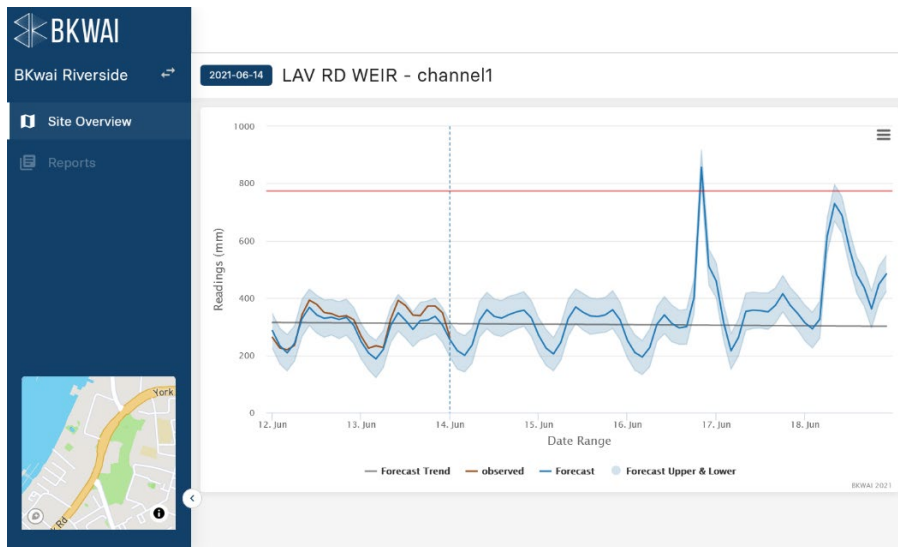 BKWAI
BKwai Riverside
Site Overview
Reports
York
Rd
2021-06-14 LAV RD WEIR - channel1
1000
800
600
400
200
0
Readings (mm)
12. Jun 13. Jun 14. Jun 15. Jun 16. Jun 17. Jun 18. Jun
Date Range
Forecast Trend observed Forecast Forecast Upper & Lower
BKWAI 2021